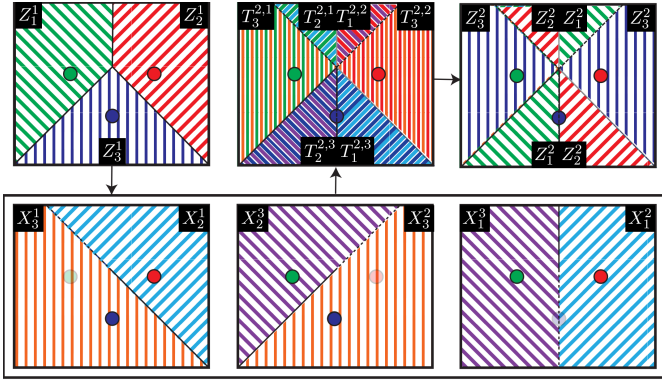 Z_1^1 Z_2^1 T_3^{2,1} T_2^{2,1} T_1^{2,2} T_3^{2,2} Z_3^2 Z_2^2 Z_1^2 Z_3^2
Z_3^1 T_2^{2,3} T_1^{2,3} Z_1^2 Z_2^2
X_3^1 X_2^1 X_2^3 X_3^2 X_1^3 X_1^2